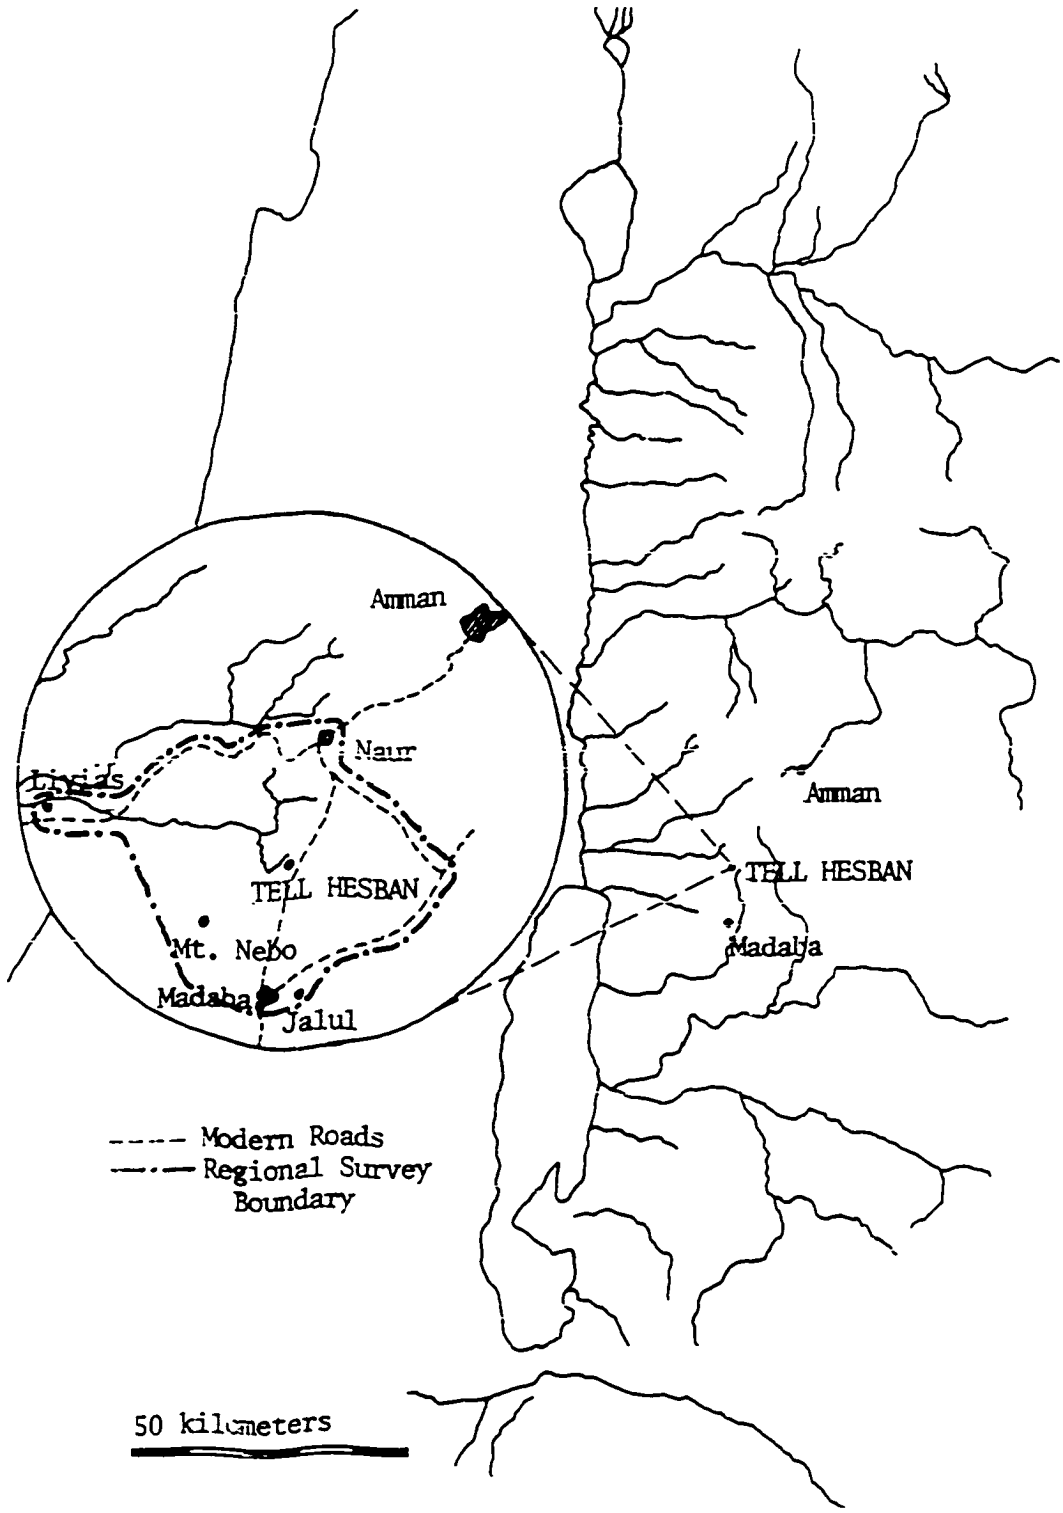 Amman
Naur
Livias
TELL HESBAN
Mt. Nebo
Madaba
Jalul
Amman
TELL HESBAN
Madaba
Modern Roads
Regional Survey
Boundary
50 kilometers